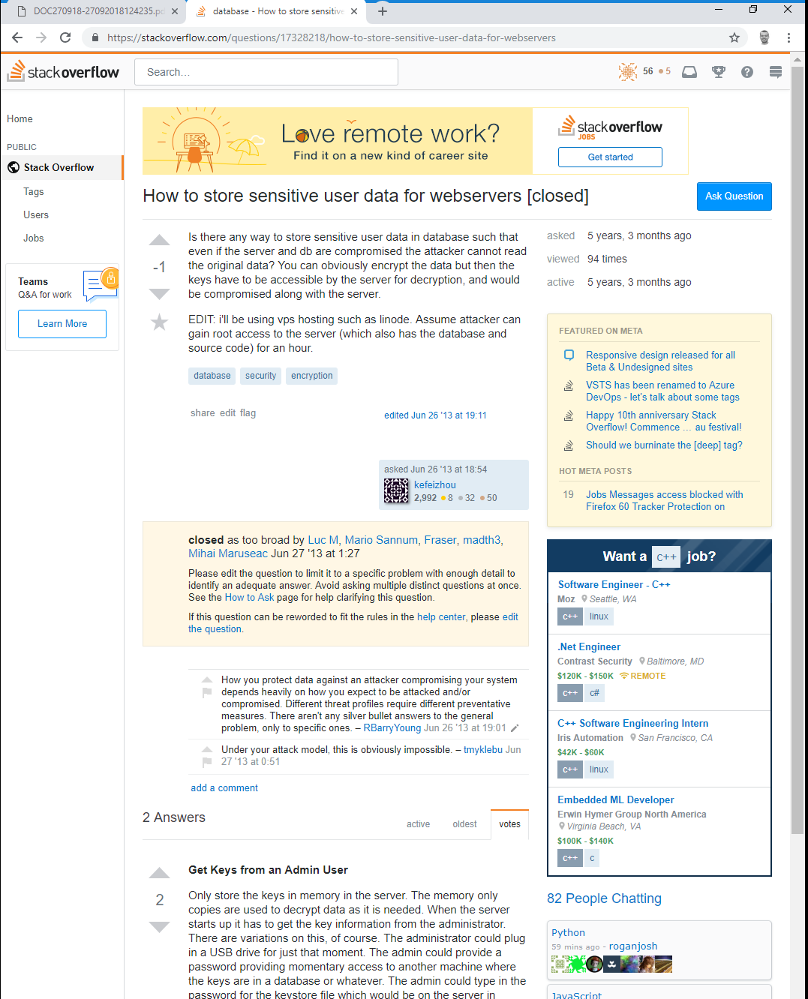 DOC270918-27092018124235.pd
database - How to store sensitive
https://stackoverflow.com/questions/17328218/how-to-store-sensitive-user-data-for-webservers
stackoverflow
Search...
56 5
Home
PUBLIC
Stack Overflow
Tags
Users
Jobs
Teams
Q&A for work
Learn More
Love remote work?
Find it on a new kind of career site
stackoverflow
JOBS
Get started
How to store sensitive user data for webservers [closed]
Ask Question
-1
Is there any way to store sensitive user data in database such that
even if the server and db are compromised the attacker cannot read
the original data? You can obviously encrypt the data but then the
keys have to be accessible by the server for decryption, and would
be compromised along with the server.
EDIT: i'll be using vps hosting such as linode. Assume attacker can
gain root access to the server (which also has the database and
source code) for an hour.
database security encryption
share edit flag
edited Jun 26 '13 at 19:11
asked Jun 26 '13 at 18:54
kefeizhou
2,992 8 32 50
closed as too broad by Luc M, Mario Sannum, Fraser, madth3,
Mihai Maruseac Jun 27 '13 at 1:27
Please edit the question to limit it to a specific problem with enough detail to
identify an adequate answer. Avoid asking multiple distinct questions at once.
See the How to Ask page for help clarifying this question.
If this question can be reworded to fit the rules in the help center, please edit
the question.
How you protect data against an attacker compromising your system
depends heavily on how you expect to be attacked and/or
compromised. Different threat profiles require different preventative
measures. There aren't any silver bullet answers to the general
problem, only to specific ones. – RBarryYoung Jun 26 '13 at 19:01
Under your attack model, this is obviously impossible. – tmyklebu Jun
27 '13 at 0:51
add a comment
2 Answers
active oldest votes
2
Get Keys from an Admin User
Only store the keys in memory in the server. The memory only
copies are used to decrypt data as it is needed. When the server
starts up it has to get the key information from the administrator.
There are variations on this, of course. The administrator could plug
in a USB drive for just that moment. The admin could provide a
password providing momentary access to another machine where
the keys are in a database or whatever. The admin could type in the
password for the keystore file which would be on the server in
asked 5 years, 3 months ago
viewed 94 times
active 5 years, 3 months ago
FEATURED ON META
Responsive design released for all
Beta & Undesigned sites
VSTS has been renamed to Azure
DevOps - let's talk about some tags
Happy 10th anniversary Stack
Overflow! Commence … au festival!
Should we burninate the [deep] tag?
HOT META POSTS
19 Jobs Messages access blocked with
Firefox 60 Tracker Protection on
Want a c++ job?
Software Engineer - C++
Moz Seattle, WA
c++ linux
.Net Engineer
Contrast Security Baltimore, MD
$120K - $150K REMOTE
c++ c#
C++ Software Engineering Intern
Iris Automation San Francisco, CA
$42K - $60K
c++ linux
Embedded ML Developer
Erwin Hymer Group North America
Virginia Beach, VA
$100K - $140K
c++ c
82 People Chatting
Python
59 mins ago - roganjosh
JavaScript